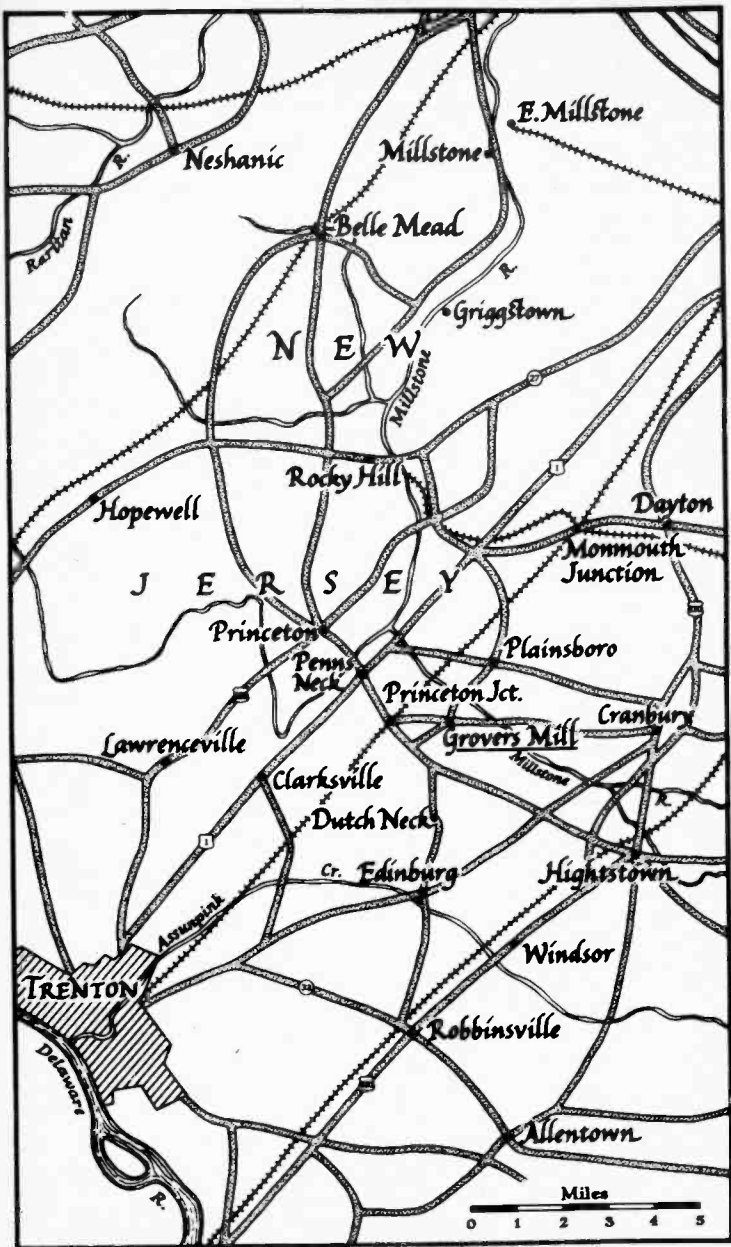 E. Millstone
Neshanic
Millstone
R.
Raritan
Belle Mead
R.
Griggstown
NEW
Millstone
27
Rocky Hill
1
Hopewell
Dayton
Monmouth
Junction
JERSEY
Princeton
Plainsboro
Penns
Neck
Princeton Jct.
Cranbury
Grovers Mill
Lawrenceville
Millstone
R.
Clarksville
Dutch Neck
1
Cr.
Edinburg
Hightstown
Assunpink
Windsor
TRENTON
Robbinsville
Delaware
Allentown
R.
Miles
0 1 2 3 4 5